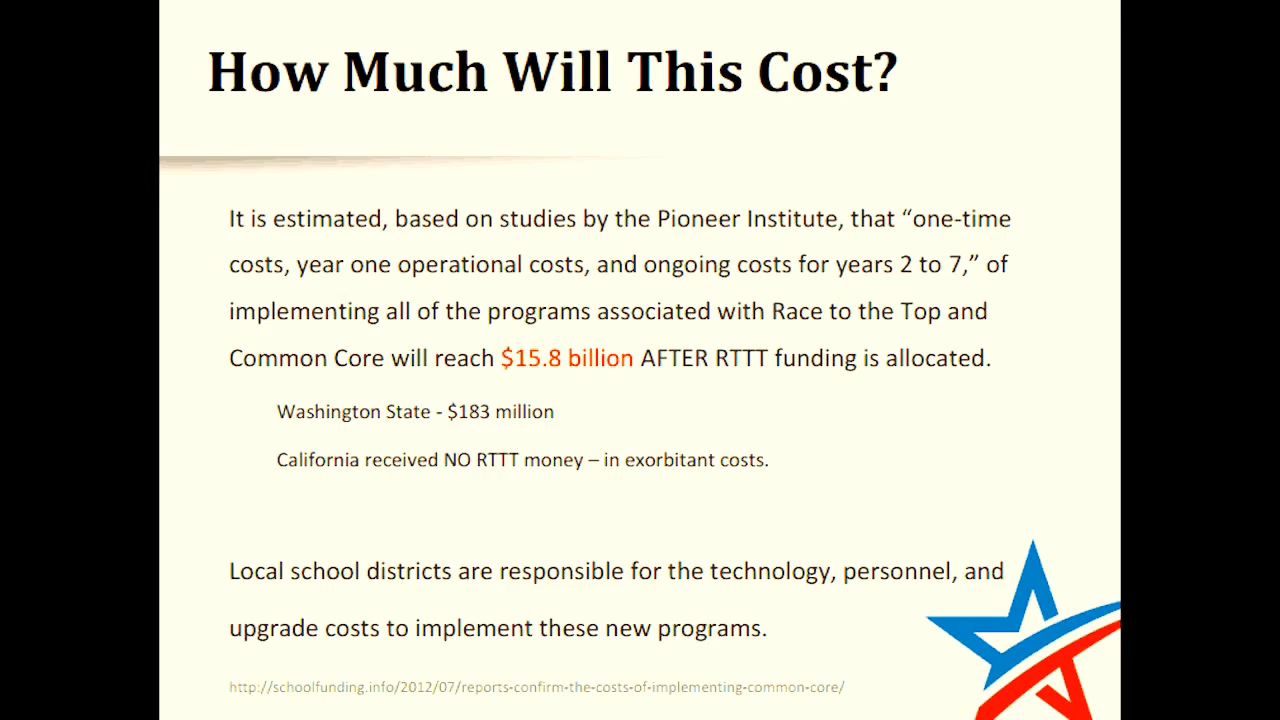 How Much Will This Cost?
It is estimated, based on studies by the Pioneer Institute, that “one-time
costs, year one operational costs, and ongoing costs for years 2 to 7,” of
implementing all of the programs associated with Race to the Top and
Common Core will reach $15.8 billion AFTER RTTT funding is allocated.
Washington State - $183 million
California received NO RTTT money – in exorbitant costs.
Local school districts are responsible for the technology, personnel, and
upgrade costs to implement these new programs.
http://schoolfunding.info/2012/07/reports-confirm-the-costs-of-implementing-common-core/